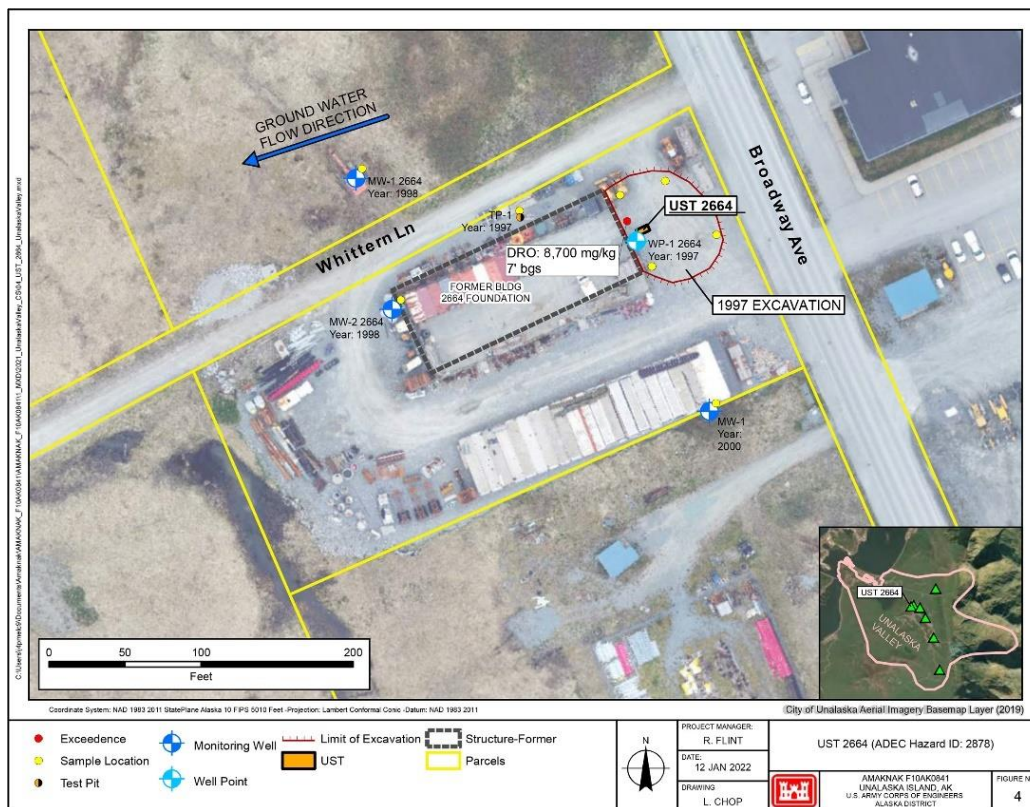 GROUND WATER
FLOW DIRECTION
MW-1 2664
Year: 1998
Whittern Ln
TP-1
Year: 1997
Broadway Ave
UST 2664
WP-1 2664
Year: 1997
DRO: 8,700 mg/kg
7' bgs
FORMER BLDG
2664 FOUNDATION
1997 EXCAVATION
MW-2 2664
Year: 1998
MW-1
Year:
2000
0 50 100 200
Feet
UST 2664
UNALASKA
VALLEY
Coordinate System: NAD 1983 2011 StatePlane Alaska 10 FIPS 5010 Feet -Projection: Lambert Conformal Conic -Datum: NAD 1983 2011
City of Unalaska Aerial Imagery Basemap Layer (2019)
Exceedence
Sample Location
Test Pit
Monitoring Well
Well Point
Limit of Excavation
UST
Structure-Former
Parcels
N
PROJECT MANAGER:
R. FLINT
DATE:
12 JAN 2022
DRAWING
L. CHOP
UST 2664 (ADEC Hazard ID: 2878)
AMAKNAK F10AK0841
UNALASKA ISLAND, AK
U.S. ARMY CORPS OF ENGINEERS
ALASKA DISTRICT
FIGURE N
4